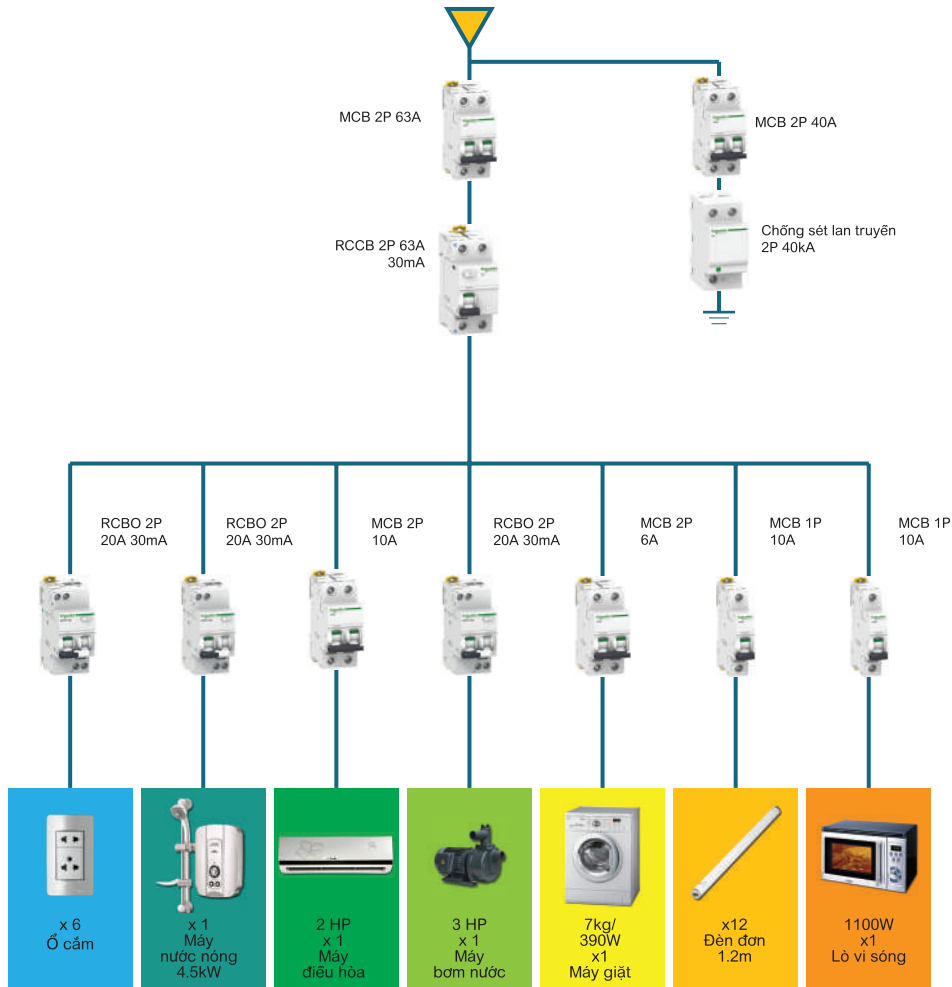 MCB 2P 63A
MCB 2P 40A
RCCB 2P 63A
30mA
Chống sét lan truyền
2P 40kA
RCBO 2P
20A 30mA
RCBO 2P
20A 30mA
MCB 2P
10A
RCBO 2P
20A 30mA
MCB 2P
6A
MCB 1P
10A
MCB 1P
10A
x 6
Ổ cắm
x 1
Máy
nước nóng
4.5kW
2 HP
x 1
Máy
điều hòa
3 HP
x 1
Máy
bơm nước
7kg/
390W
x1
Máy giặt
x12
Đèn đơn
1.2m
1100W
x1
Lò vi sóng